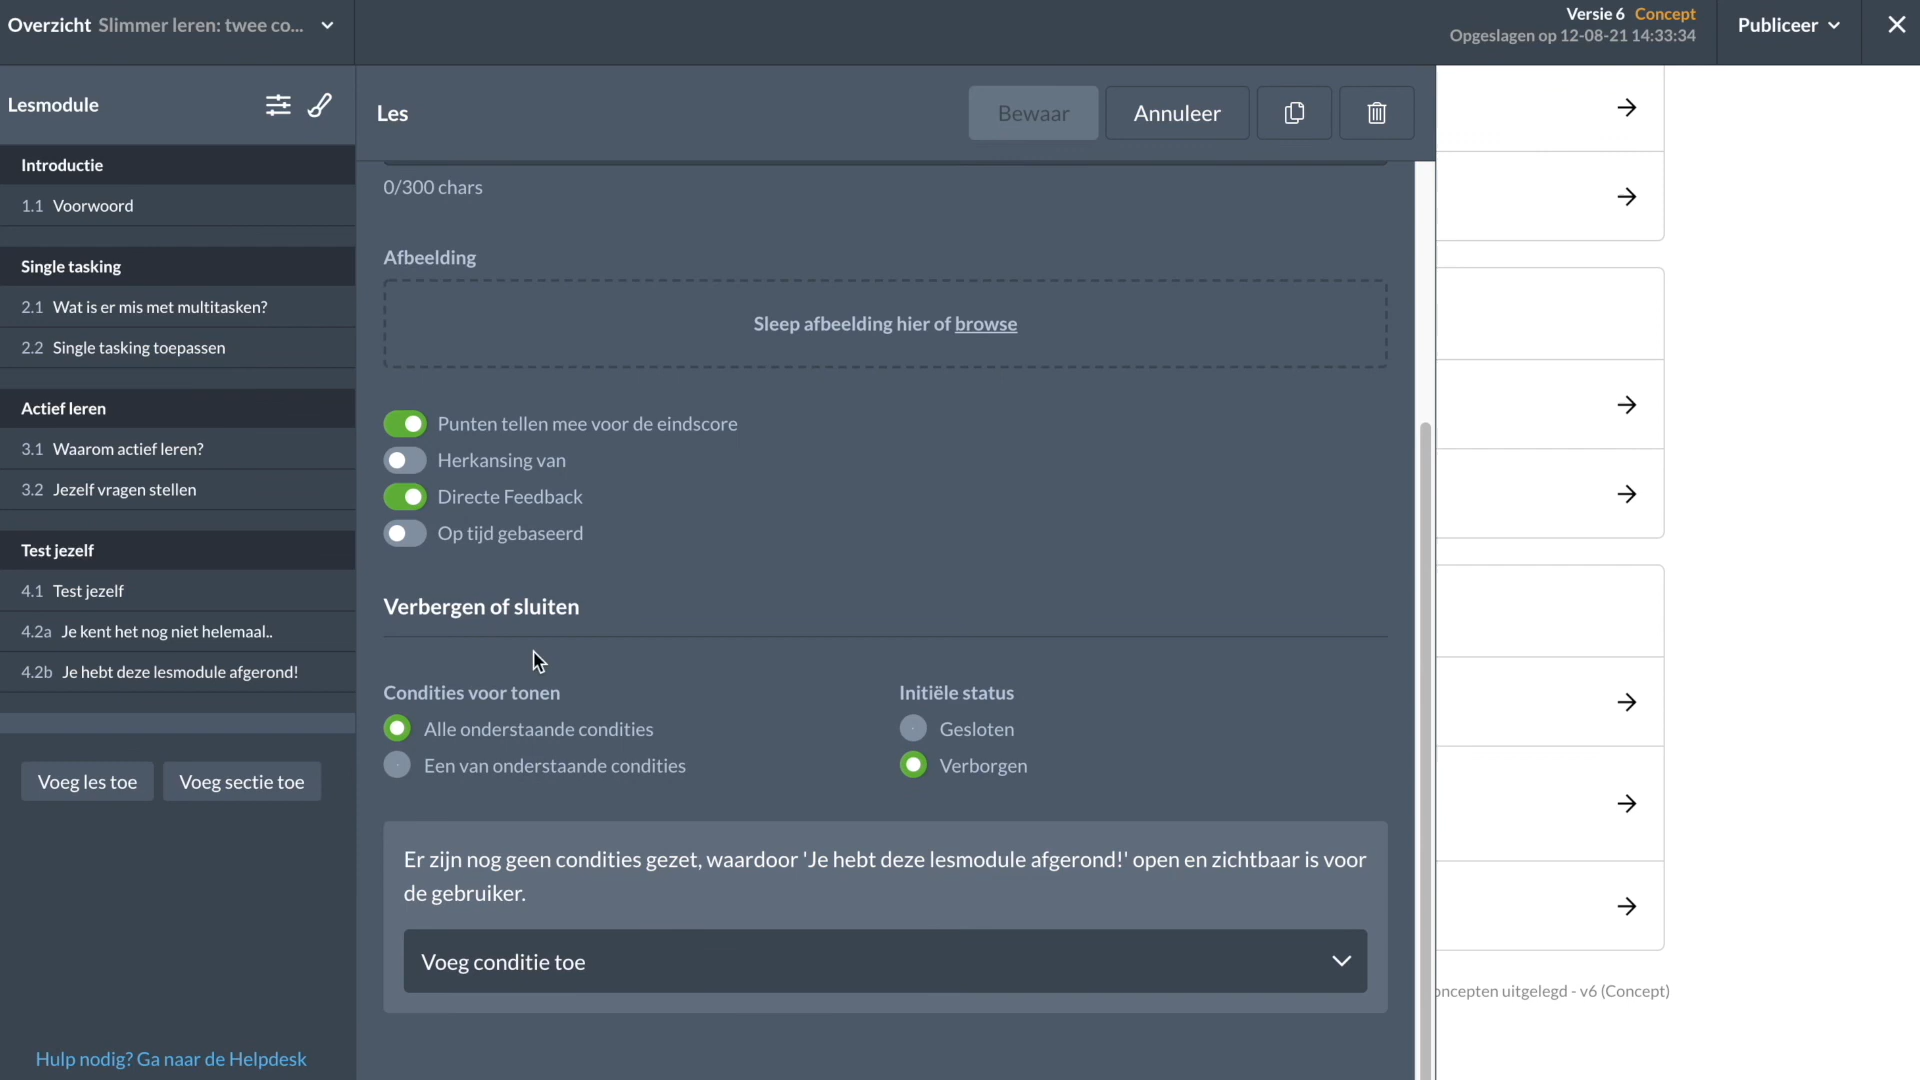 Overzicht Slimmer leren: twee co...
Versie 6 Concept
Opgeslagen op 12-08-21 14:33:34
Publiceer
Lesmodule
Introductie
1.1 Voorwoord
Single tasking
2.1 Wat is er mis met multitasken?
2.2 Single tasking toepassen
Actief leren
3.1 Waarom actief leren?
3.2 Jezelf vragen stellen
Test jezelf
4.1 Test jezelf
4.2a Je kent het nog niet helemaal..
4.2b Je hebt deze lesmodule afgerond!
Voeg les toe
Voeg sectie toe
Hulp nodig? Ga naar de Helpdesk
Les
Bewaar
Annuleer
0/300 chars
Afbeelding
Sleep afbeelding hier of browse
Punten tellen mee voor de eindscore
Herkansing van
Directe Feedback
Op tijd gebaseerd
Verbergen of sluiten
Condities voor tonen
Alle onderstaande condities
Een van onderstaande condities
Initiële status
Gesloten
Verborgen
Er zijn nog geen condities gezet, waardoor 'Je hebt deze lesmodule afgerond!' open en zichtbaar is voor
de gebruiker.
Voeg conditie toe
oncepten uitgelegd - v6 (Concept)